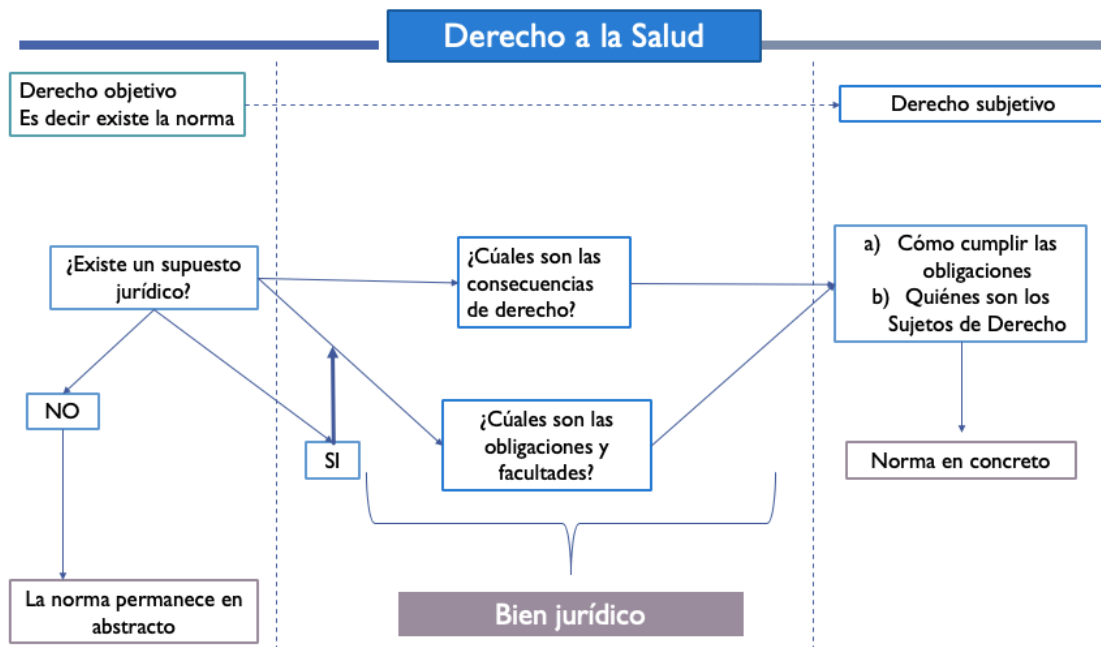 Derecho a la Salud
Derecho objetivo
Es decir existe la norma
Derecho subjetivo
¿Existe un supuesto
jurídico?
¿Cúales son las
consecuencias
de derecho?
a) Cómo cumplir las
obligaciones
b) Quiénes son los
Sujetos de Derecho
NO
SI
¿Cúales son las
obligaciones y
facultades?
Norma en concreto
La norma permanece en
abstracto
Bien jurídico